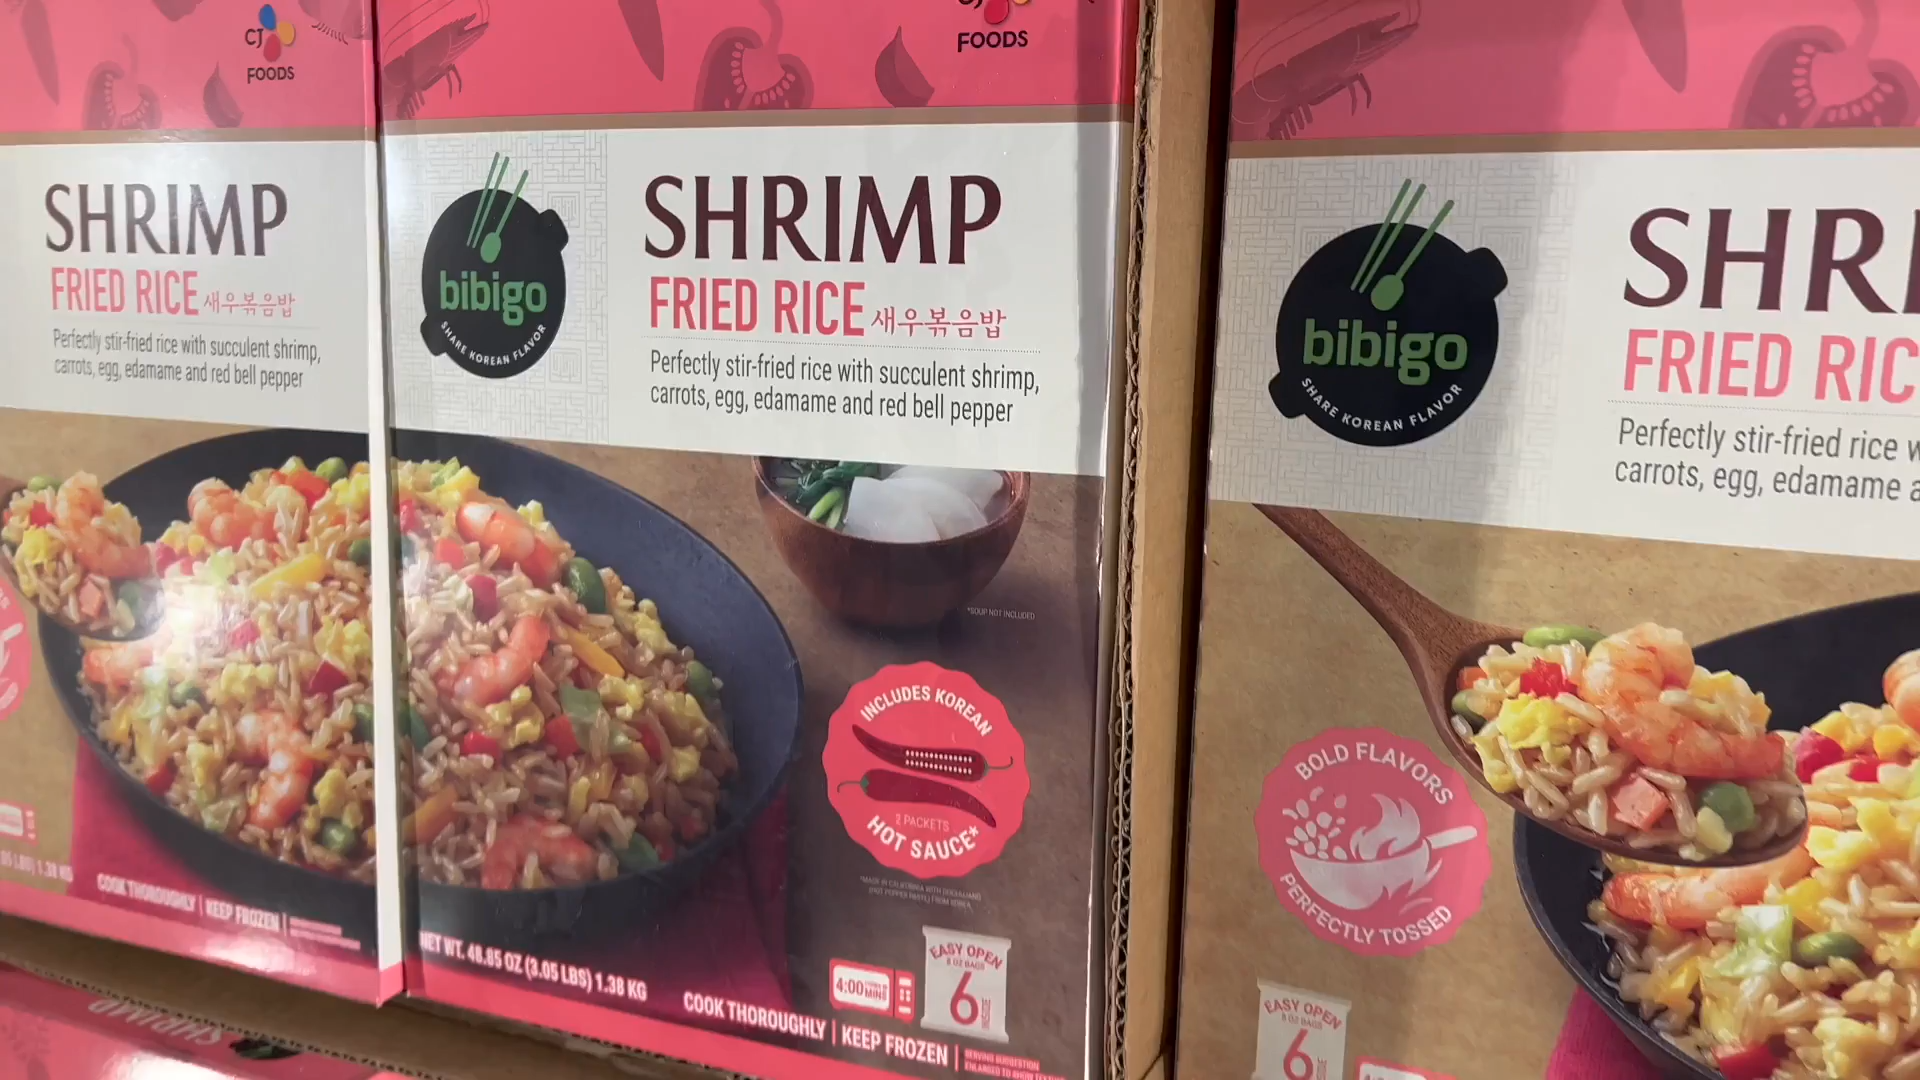 CJ
FOODS
SHRIMP
FRIED RICE 새우볶음밥
Perfectly stir-fried rice with succulent shrimp,
carrots, egg, edamame and red bell pepper
COOK THOROUGHLY | KEEP FROZEN
CJ
FOODS
bibigo
SHARE KOREAN FLAVOR
SHRIMP
FRIED RICE 새우볶음밥
Perfectly stir-fried rice with succulent shrimp,
carrots, egg, edamame and red bell pepper
*SOUP NOT INCLUDED
INCLUDES KOREAN
2 PACKETS
HOT SAUCE*
NET WT. 48.85 OZ (3.05 LBS) 1.38 KG
COOK THOROUGHLY | KEEP FROZEN
SERVING SUGGESTION
4:00 MINS
EASY OPEN
8 OZ BAGS
6
bibigo
SHARE KOREAN FLAVOR
SHRI
FRIED RIC
Perfectly stir-fried rice w
carrots, egg, edamame a
BOLD FLAVORS
PERFECTLY TOSSED
EASY OPEN
8 OZ BAGS
6
SHRIMP